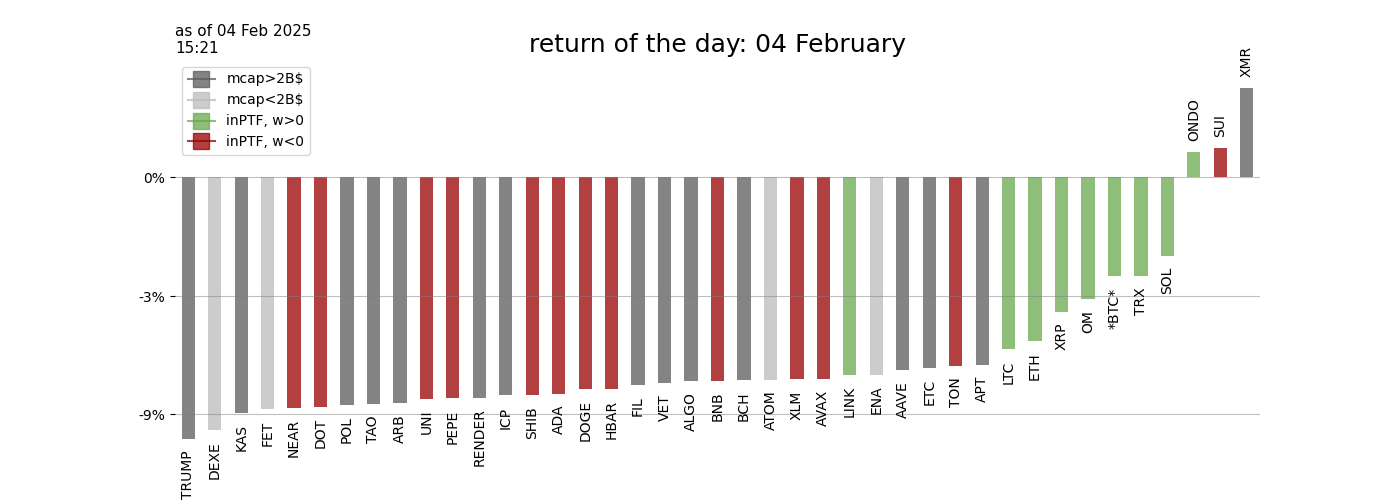 as of 04 Feb 2025
15:21
return of the day: 04 February
mcap>2B$
mcap<2B$
inPTF, w>0
inPTF, w<0
0%
-3%
-9%
TRUMP
DEXE
KAS
FET
NEAR
DOT
POL
TAO
ARB
UNI
PEPE
RENDER
ICP
SHIB
ADA
DOGE
HBAR
FIL
VET
ALGO
BNB
BCH
ATOM
XLM
AVAX
LINK
ENA
AAVE
ETC
TON
APT
LTC
ETH
XRP
OM
*BTC*
TRX
SOL
ONDO
SUI
XMR